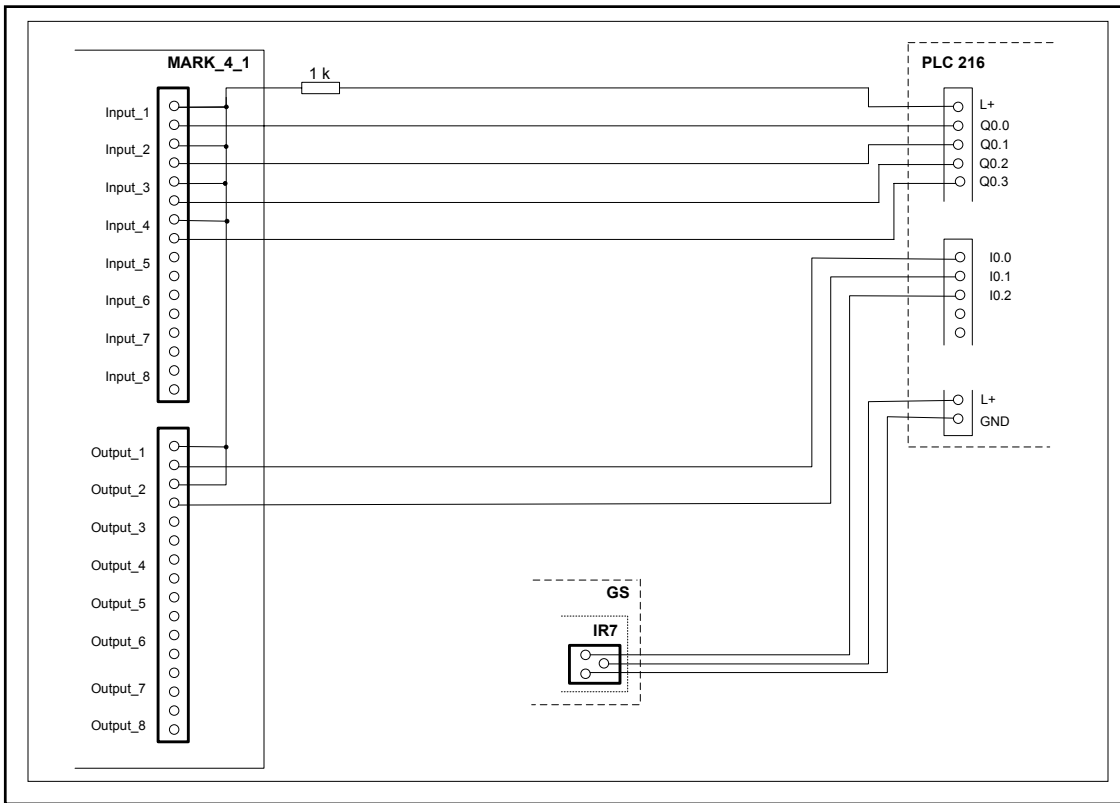 MARK_4_1
1 k
PLC 216
Input_1
Input_2
Input_3
Input_4
Input_5
Input_6
Input_7
Input_8
L+
Q0.0
Q0.1
Q0.2
Q0.3
I0.0
I0.1
I0.2
L+
GND
Output_1
Output_2
Output_3
Output_4
Output_5
Output_6
Output_7
Output_8
GS
IR7